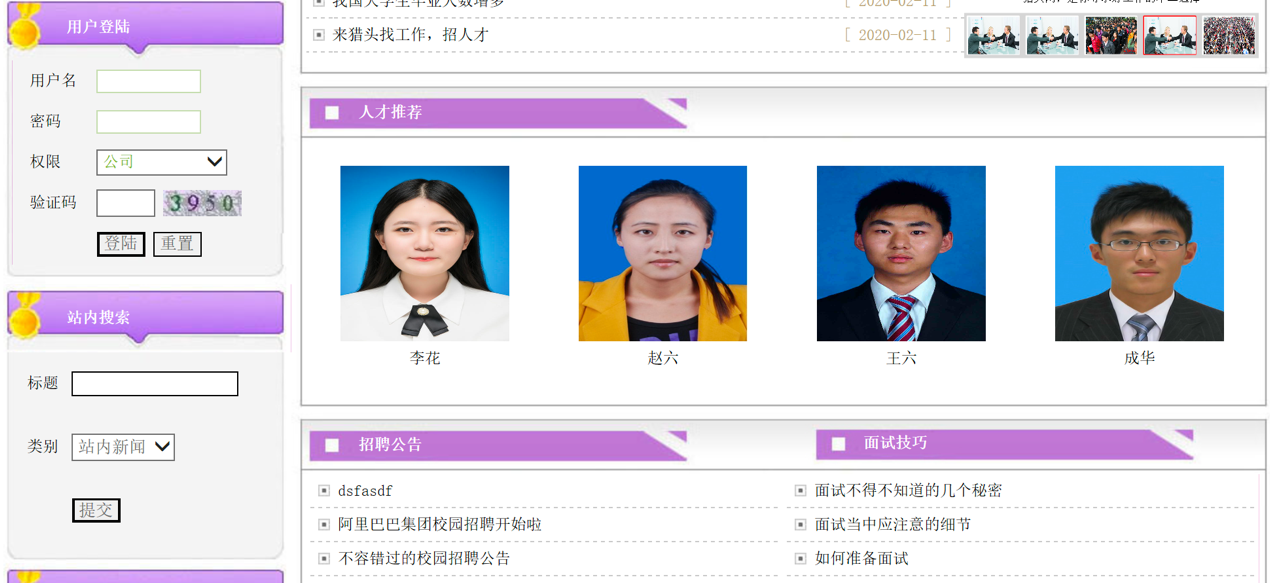 用户登陆
用户名
密码
权限 公司
验证码 3950
登陆 重置
站内搜索
标题
类别 站内新闻
提交
我国大学生毕业人数增多 [ 2020-02-11 ]
来猎头找工作，招人才 [ 2020-02-11 ]
人才推荐
李花 赵六 王六 成华
招聘公告
dsfasdf
阿里巴巴集团校园招聘开始啦
不容错过的校园招聘公告
面试技巧
面试不得不知道的几个秘密
面试当中应注意的细节
如何准备面试